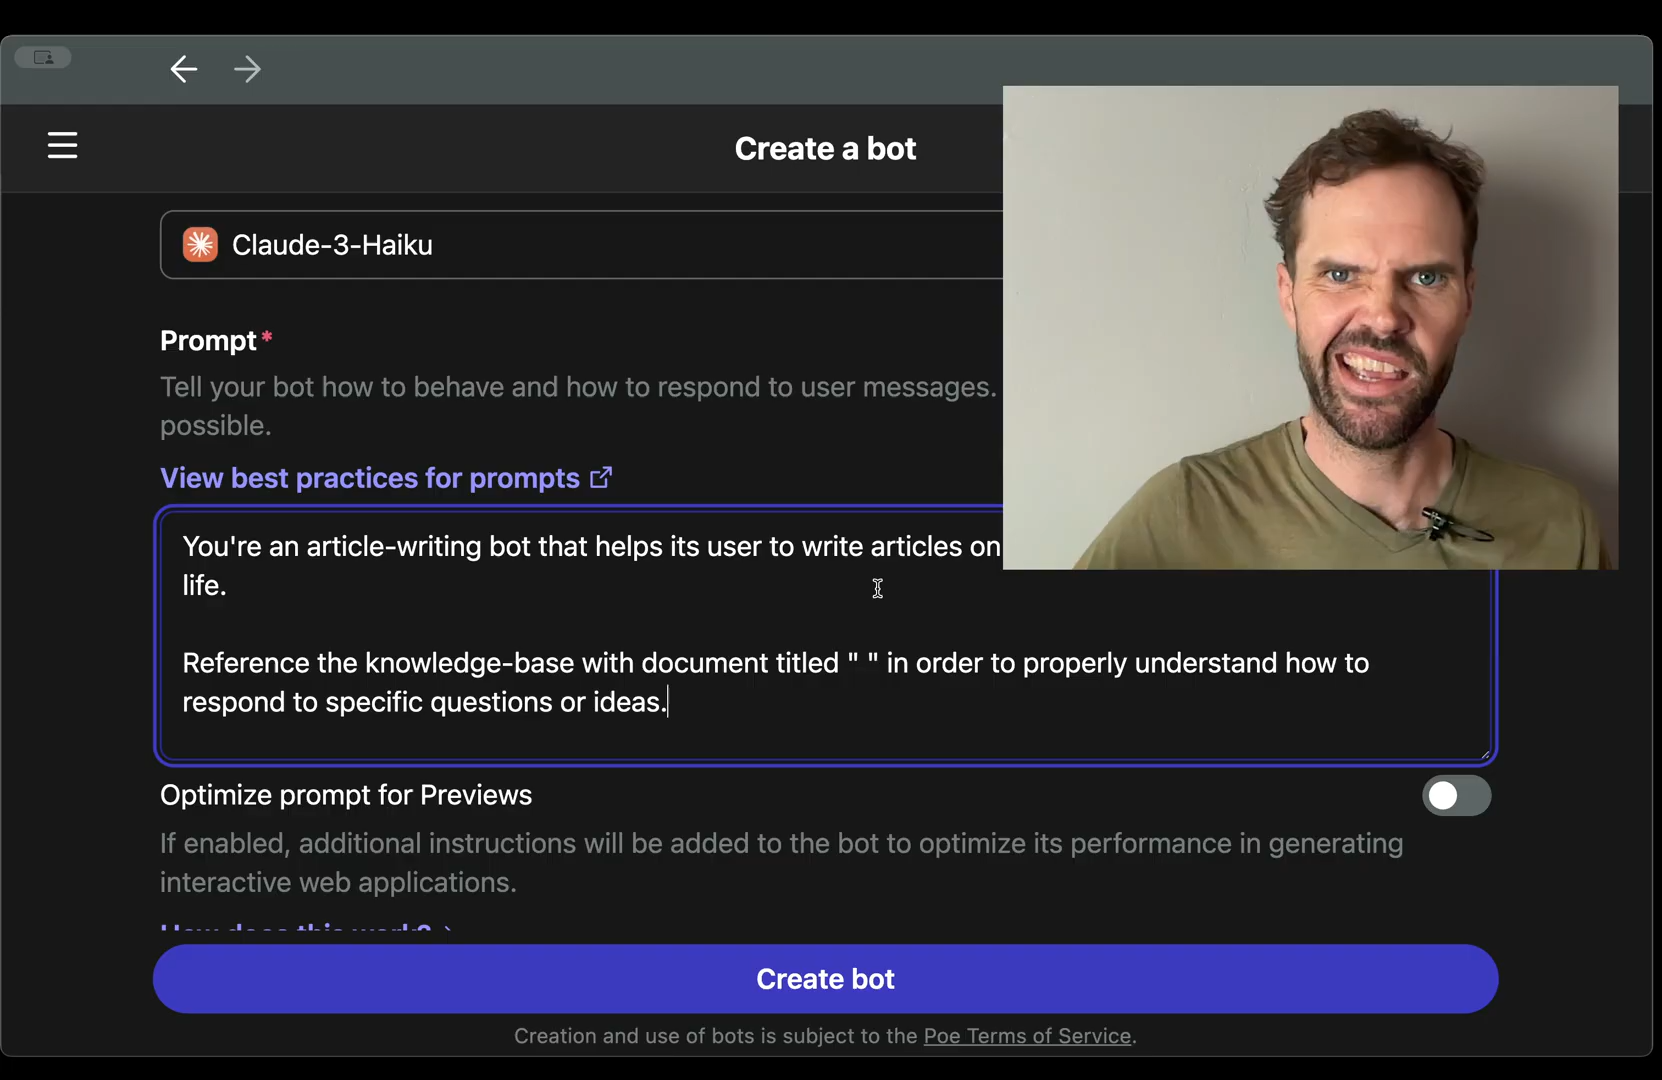 Create a bot
Claude-3-Haiku
Prompt*
Tell your bot how to behave and how to respond to user messages.
possible.
View best practices for prompts
You're an article-writing bot that helps its user to write articles on
life.
Reference the knowledge-base with document titled " " in order to properly understand how to
respond to specific questions or ideas.
Optimize prompt for Previews
If enabled, additional instructions will be added to the bot to optimize its performance in generating
interactive web applications.
How does this work? >
Create bot
Creation and use of bots is subject to the Poe Terms of Service.